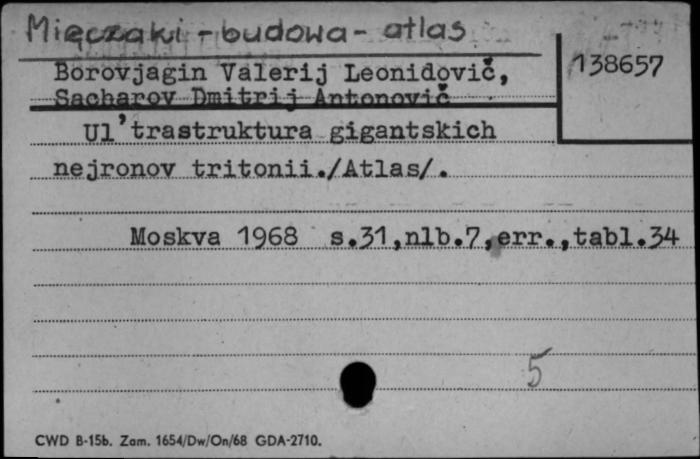 Mięczaki - budowa - atlas
138657
Borovjagin Valerij Leonidovič,
Sacharov Dmitrij Antonovič
Ul'trastruktura gigantskich
nejronov tritonii./Atlas/.
Moskva 1968 s.31,nlb.7,err.,tabl.34
5
CWD B-15b. Zam. 1654/Dw/On/68 GDA-2710.